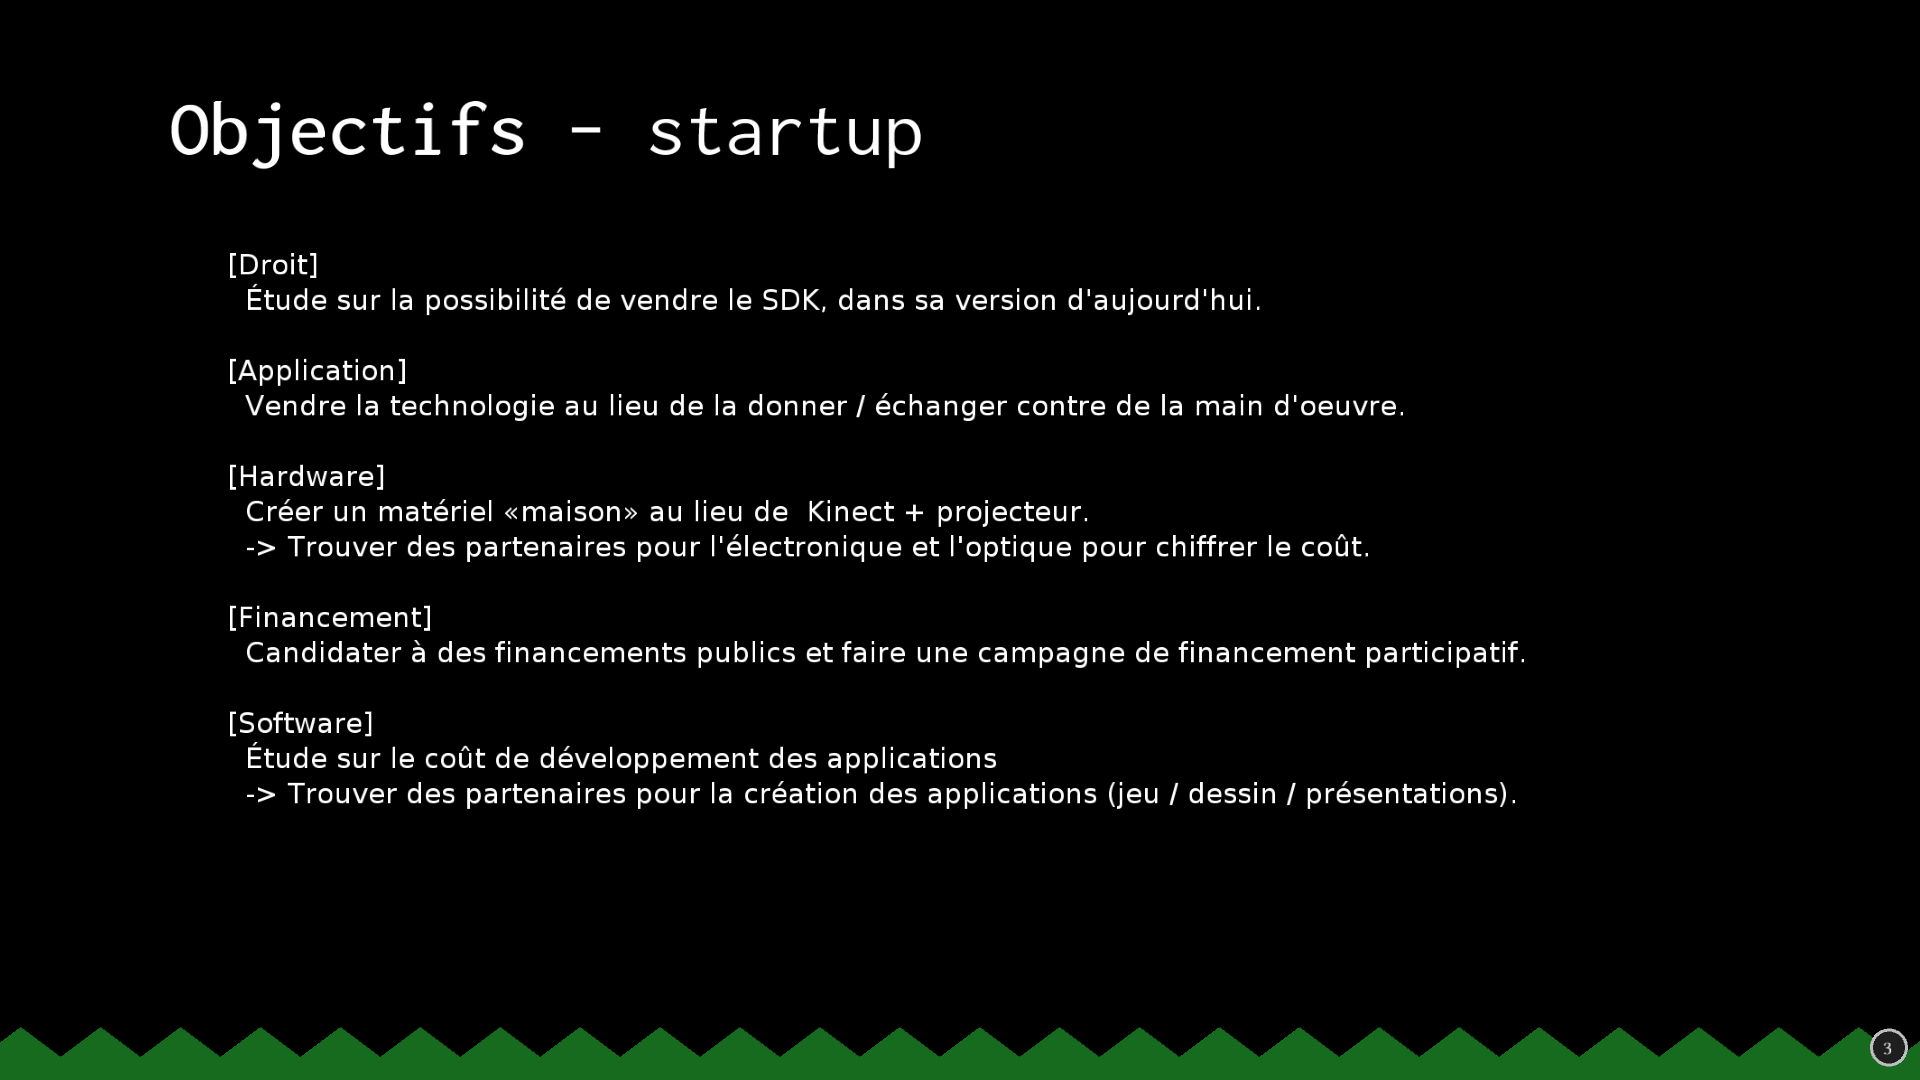 Objectifs - startup
[Droit]
Étude sur la possibilité de vendre le SDK, dans sa version d'aujourd'hui.
[Application]
Vendre la technologie au lieu de la donner / échanger contre de la main d'oeuvre.
[Hardware]
Créer un matériel «maison» au lieu de  Kinect + projecteur.
-> Trouver des partenaires pour l'électronique et l'optique pour chiffrer le coût.
[Financement]
Candidater à des financements publics et faire une campagne de financement participatif.
[Software]
Étude sur le coût de développement des applications
-> Trouver des partenaires pour la création des applications (jeu / dessin / présentations).
3